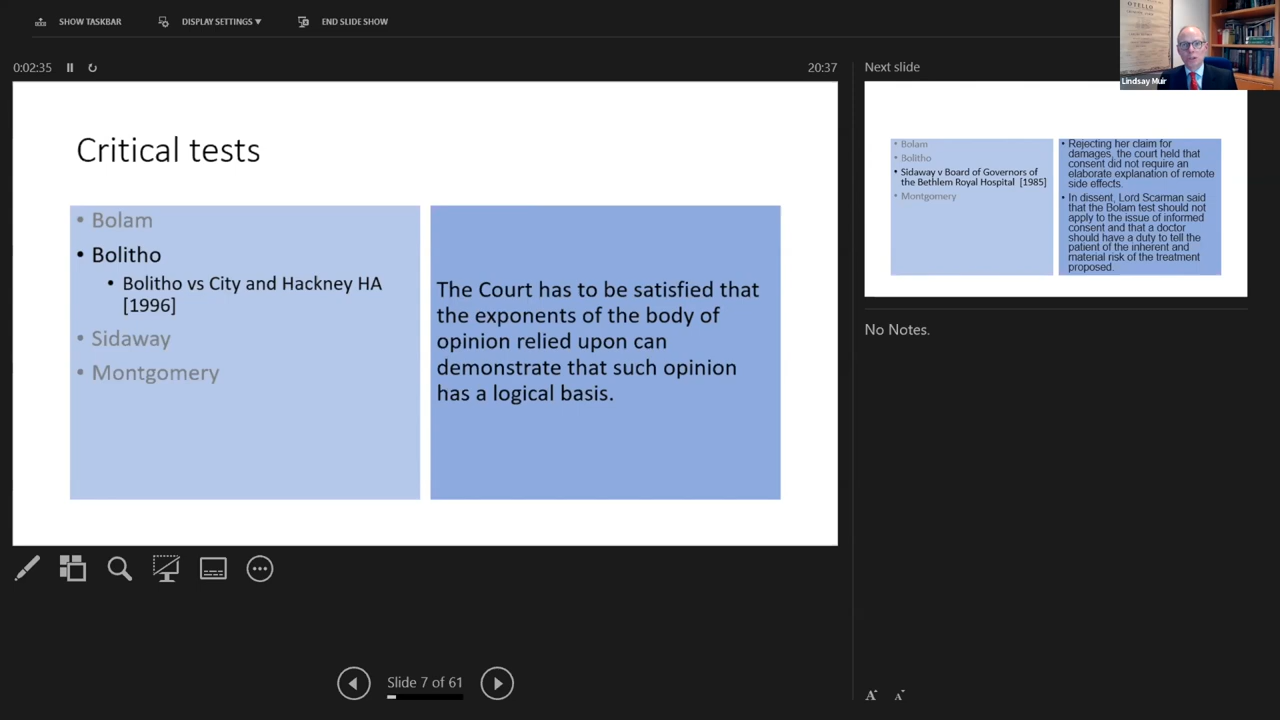 SHOW TASKBAR
DISPLAY SETTINGS ▼
END SLIDE SHOW
OTELLO
Lindsay Muir
0:02:35
20:37
Critical tests
• Bolam
• Bolitho
• Bolitho vs City and Hackney HA
[1996]
• Sidaway
• Montgomery
The Court has to be satisfied that
the exponents of the body of
opinion relied upon can
demonstrate that such opinion
has a logical basis.
Slide 7 of 61
Next slide
• Bolam
• Bolitho
• Sidaway v Board of Governors of
the Bethlem Royal Hospital [1985]
• Montgomery
• Rejecting her claim for
damages, the court held that
consent did not require an
elaborate explanation of remote
side effects.
• In dissent, Lord Scarman said
that the Bolam test should not
apply to the issue of informed
consent and that a doctor
should have a duty to tell the
patient of the inherent and
material risk of the treatment
proposed.
No Notes.
A A